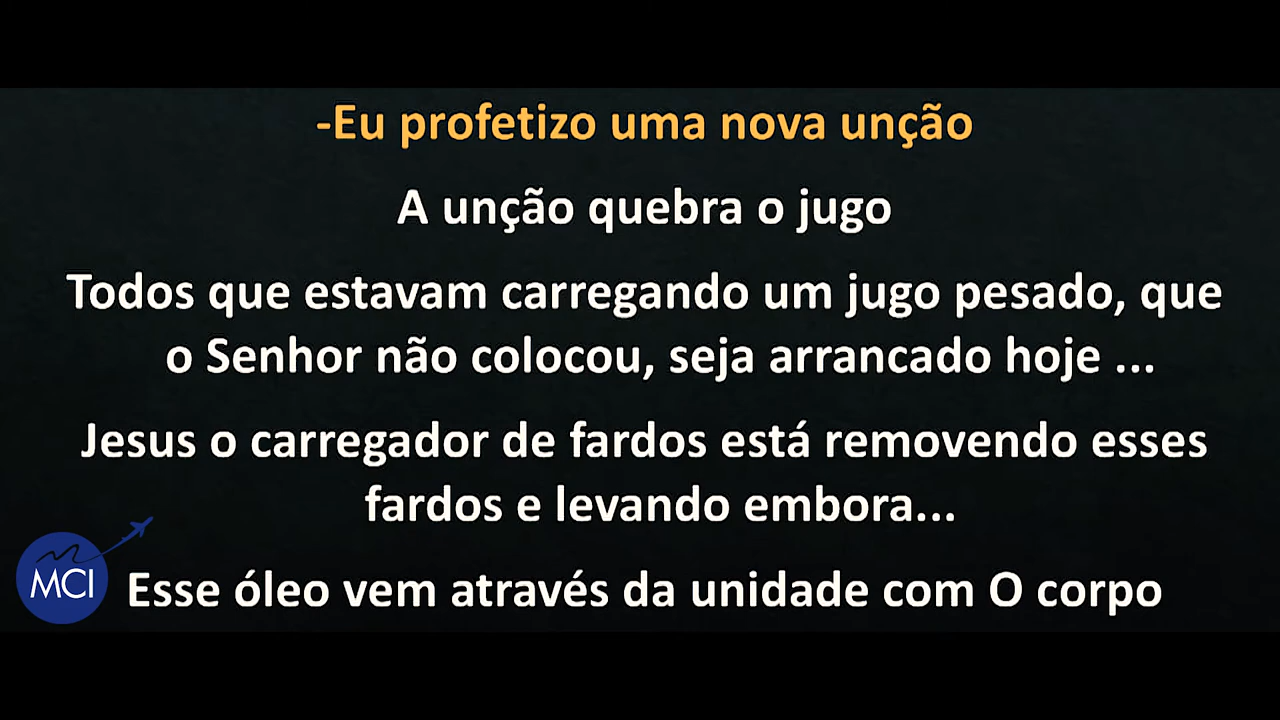 -Eu profetizo uma nova unção
A unção quebra o jugo
Todos que estavam carregando um jugo pesado, que
o Senhor não colocou, seja arrancado hoje ...
Jesus o carregador de fardos está removendo esses
fardos e levando embora...
MCI
Esse óleo vem através da unidade com O corpo